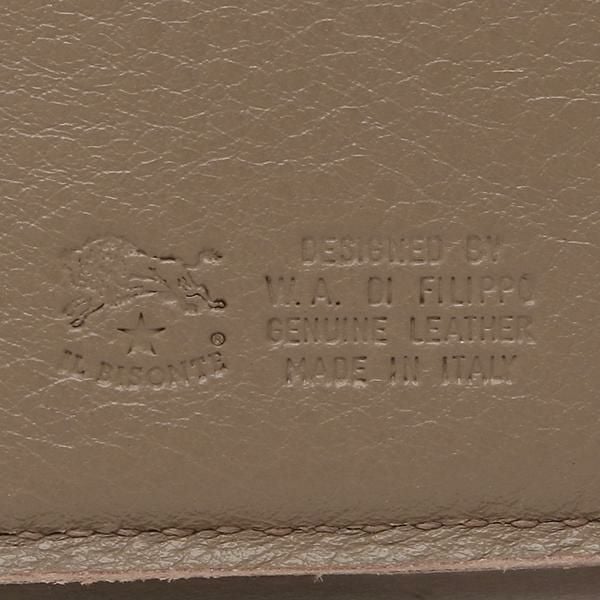 IL BISONTE®
DESIGNED BY
W. A. DI FILIPPO
GENUINE LEATHER
MADE IN ITALY